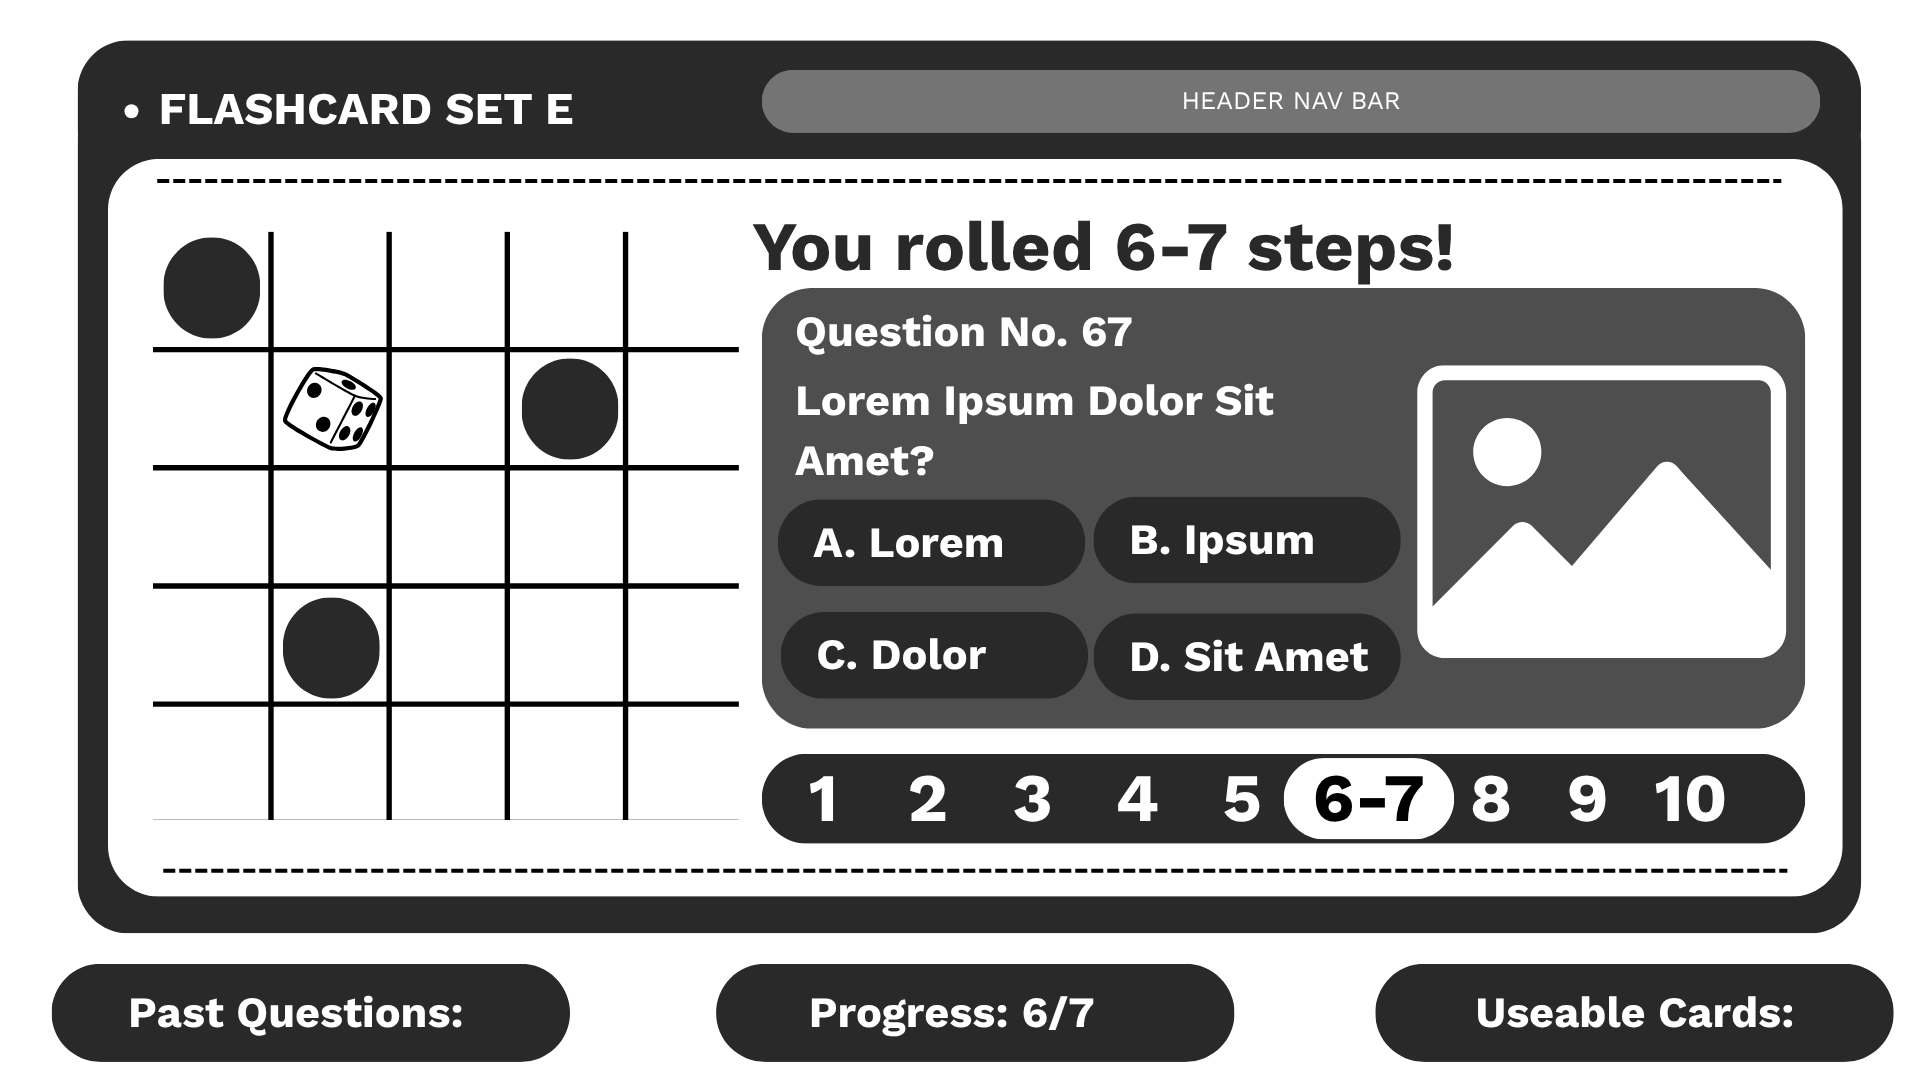 • FLASHCARD SET E
HEADER NAV BAR
You rolled 6-7 steps!
Question No. 67
Lorem Ipsum Dolor Sit
Amet?
A. Lorem
B. Ipsum
C. Dolor
D. Sit Amet
1 2 3 4 5 6-7 8 9 10
Past Questions:
Progress: 6/7
Useable Cards: